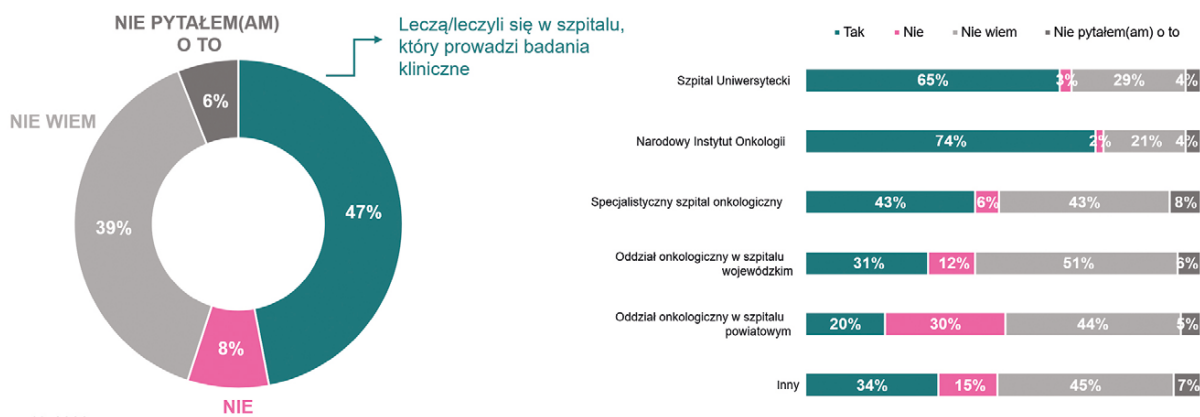 NIE PYTAŁEM(AM)
O TO
Leczą/leczyli się w szpitalu,
który prowadzi badania
kliniczne
6%
NIE WIEM
39%
47%
8%
NIE
Tak Nie Nie wiem Nie pytałem(am) o to
Szpital Uniwersytecki 65% 3% 29% 4%
Narodowy Instytut Onkologii 74% 2% 21% 4%
Specjalistyczny szpital onkologiczny 43% 6% 43% 8%
Oddział onkologiczny w szpitalu
wojewódzkim
31% 12% 51% 6%
Oddział onkologiczny w szpitalu
powiatowym
20% 30% 44% 5%
Inny 34% 15% 45% 7%